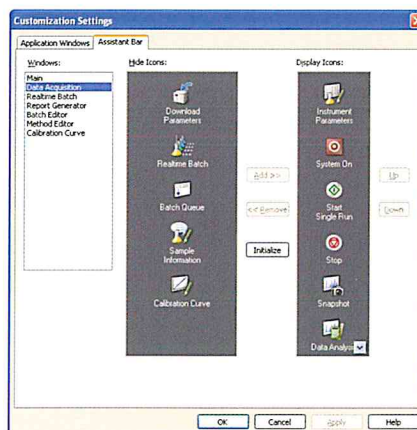 Customization Settings
Application Windows
Assistant Bar
Windows:
Main
Data Acquisition
Realtime Batch
Report Generator
Batch Editor
Method Editor
Calibration Curve
Hide Icons:
Download
Parameters
Realtime Batch
Batch Queue
Sample
Information
Calibration Curve
Add >>
<< Remove
Initialize
Display Icons:
Instrument
Parameters
System On
Start
Single Run
Stop
Snapshot
Data Analysis
Up
Down
OK
Cancel
Apply
Help